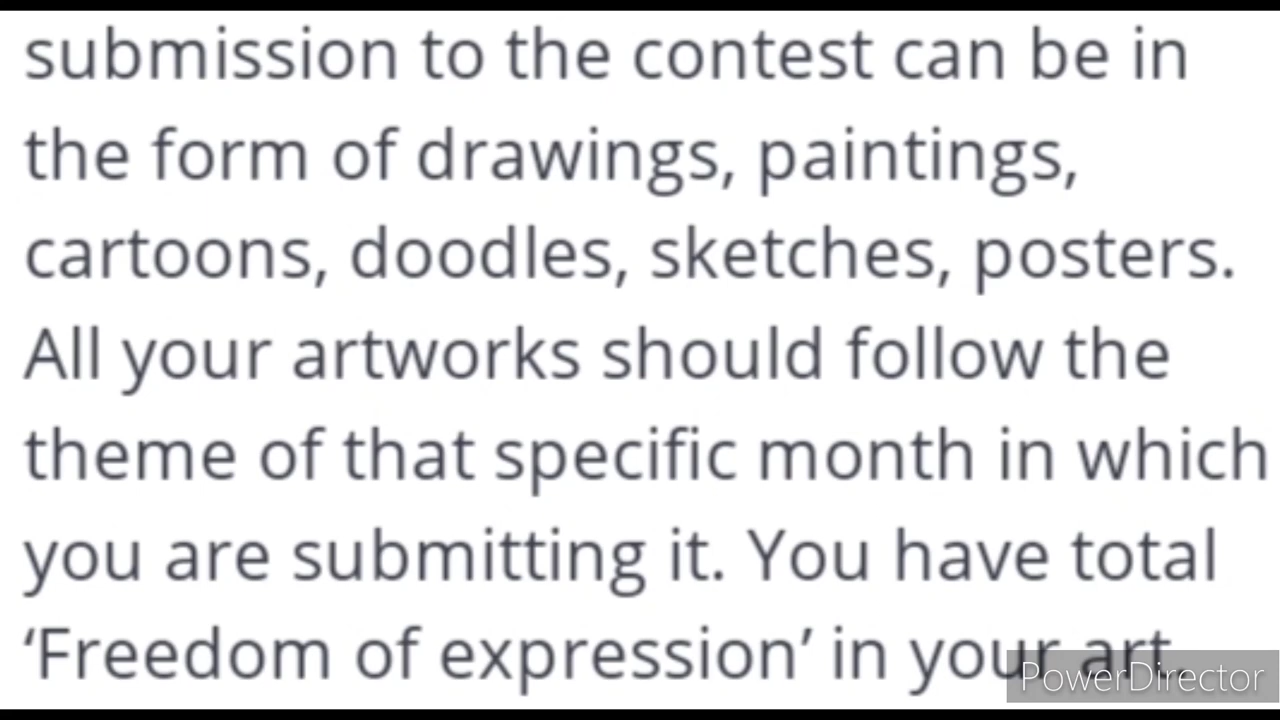 submission to the contest can be in
the form of drawings, paintings,
cartoons, doodles, sketches, posters.
All your artworks should follow the
theme of that specific month in which
you are submitting it. You have total
‘Freedom of expression’ in your art.
PowerDirector